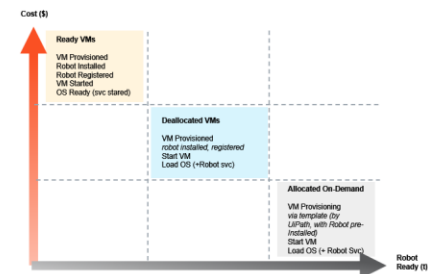 Cost ($)
Ready VMs
VM Provisioned
Robot Installed
Robot Registered
VM Started
OS Ready (svc stared)
Deallocated VMs
VM Provisioned
robot installed, registered
Start VM
Load OS (+Robot svc)
Allocated On-Demand
VM Provisioning
via template (by
UiPath, with Robot pre-
Installed)
Start VM
Load OS (+ Robot Svc)
Robot
Ready (t)